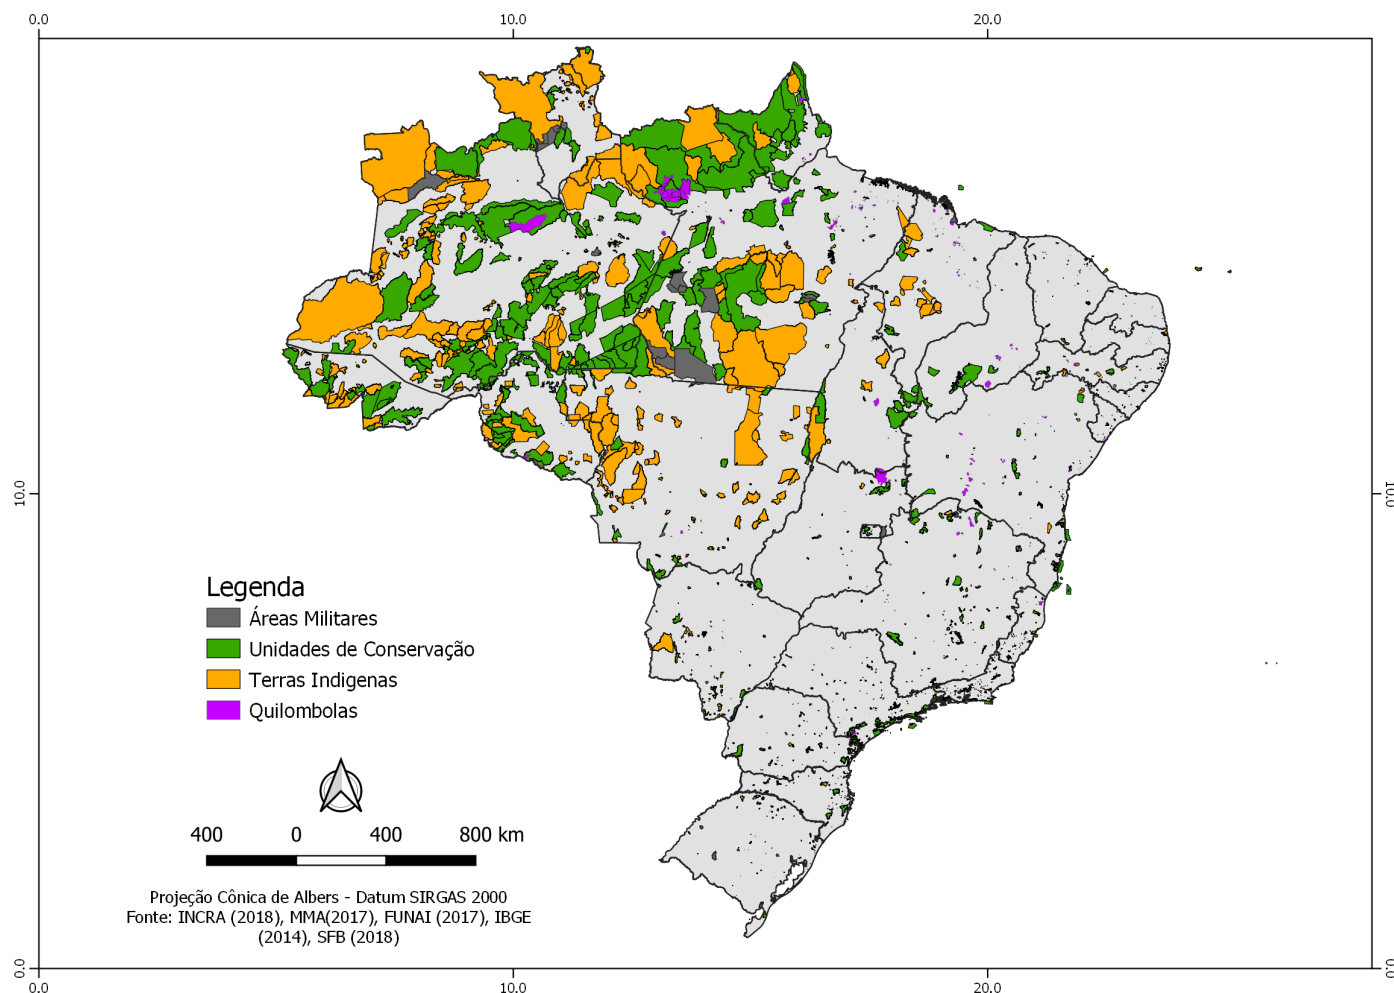 0.0
10.0
20.0
10.0
10.0
Legenda
Áreas Militares
Unidades de Conservação
Terras Indigenas
Quilombolas
400 0 400 800 km
Projeção Cônica de Albers - Datum SIRGAS 2000
Fonte: INCRA (2018), MMA(2017), FUNAI (2017), IBGE
(2014), SFB (2018)
0.0
0.0
0.0
10.0
20.0